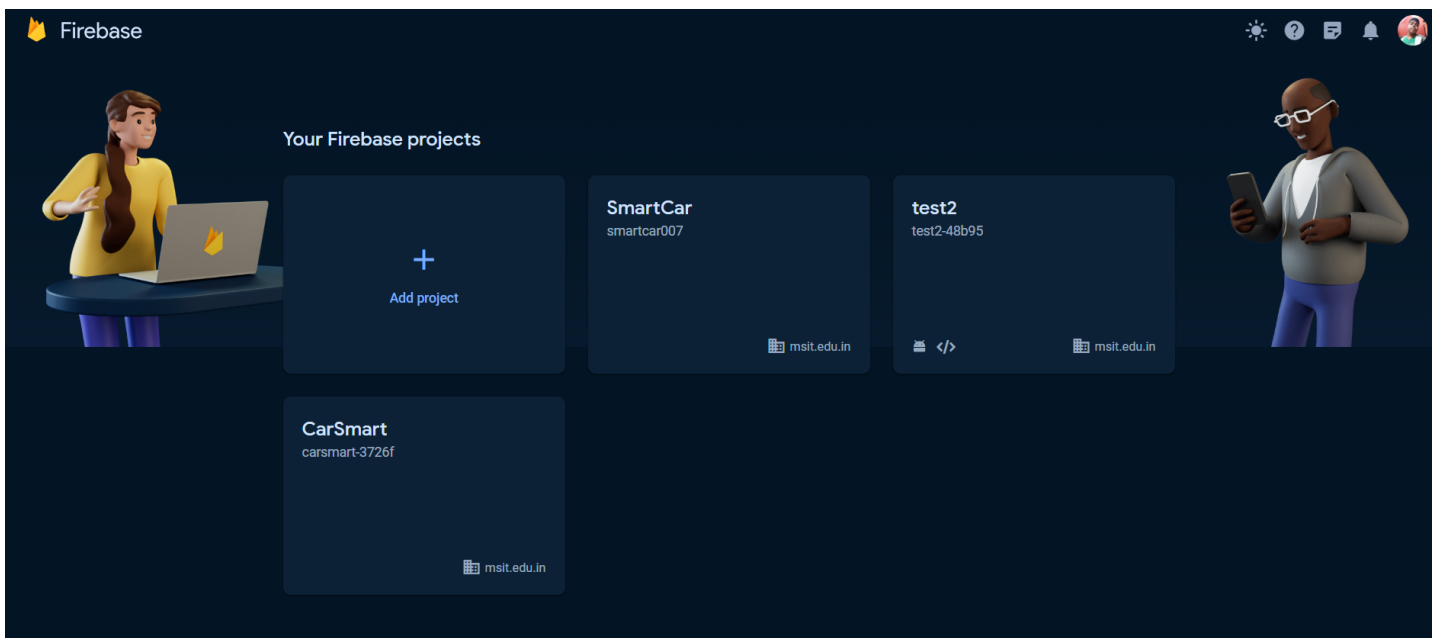 Firebase
Your Firebase projects
Add project
SmartCar
smartcar007
msit.edu.in
test2
test2-48b95
msit.edu.in
CarSmart
carsmart-3726f
msit.edu.in